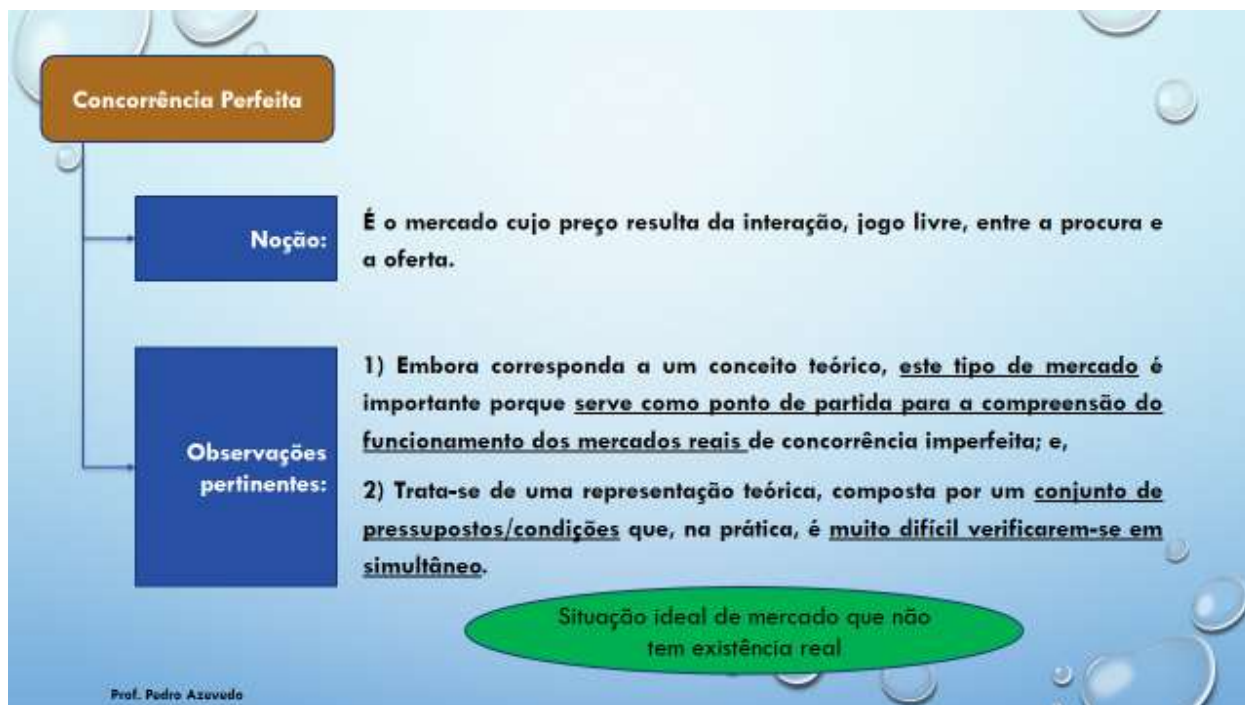 Concorrência Perfeita
Noção:
É o mercado cujo preço resulta da interação, jogo livre, entre a procura e
a oferta.
Observações
pertinentes:
1) Embora corresponda a um conceito teórico, este tipo de mercado é
importante porque serve como ponto de partida para a compreensão do
funcionamento dos mercados reais de concorrência imperfeita; e,
2) Trata-se de uma representação teórica, composta por um conjunto de
pressupostos/condições que, na prática, é muito difícil verificarem-se em
simultâneo.
Situação ideal de mercado que não
tem existência real
Prof. Pedro Azevedo